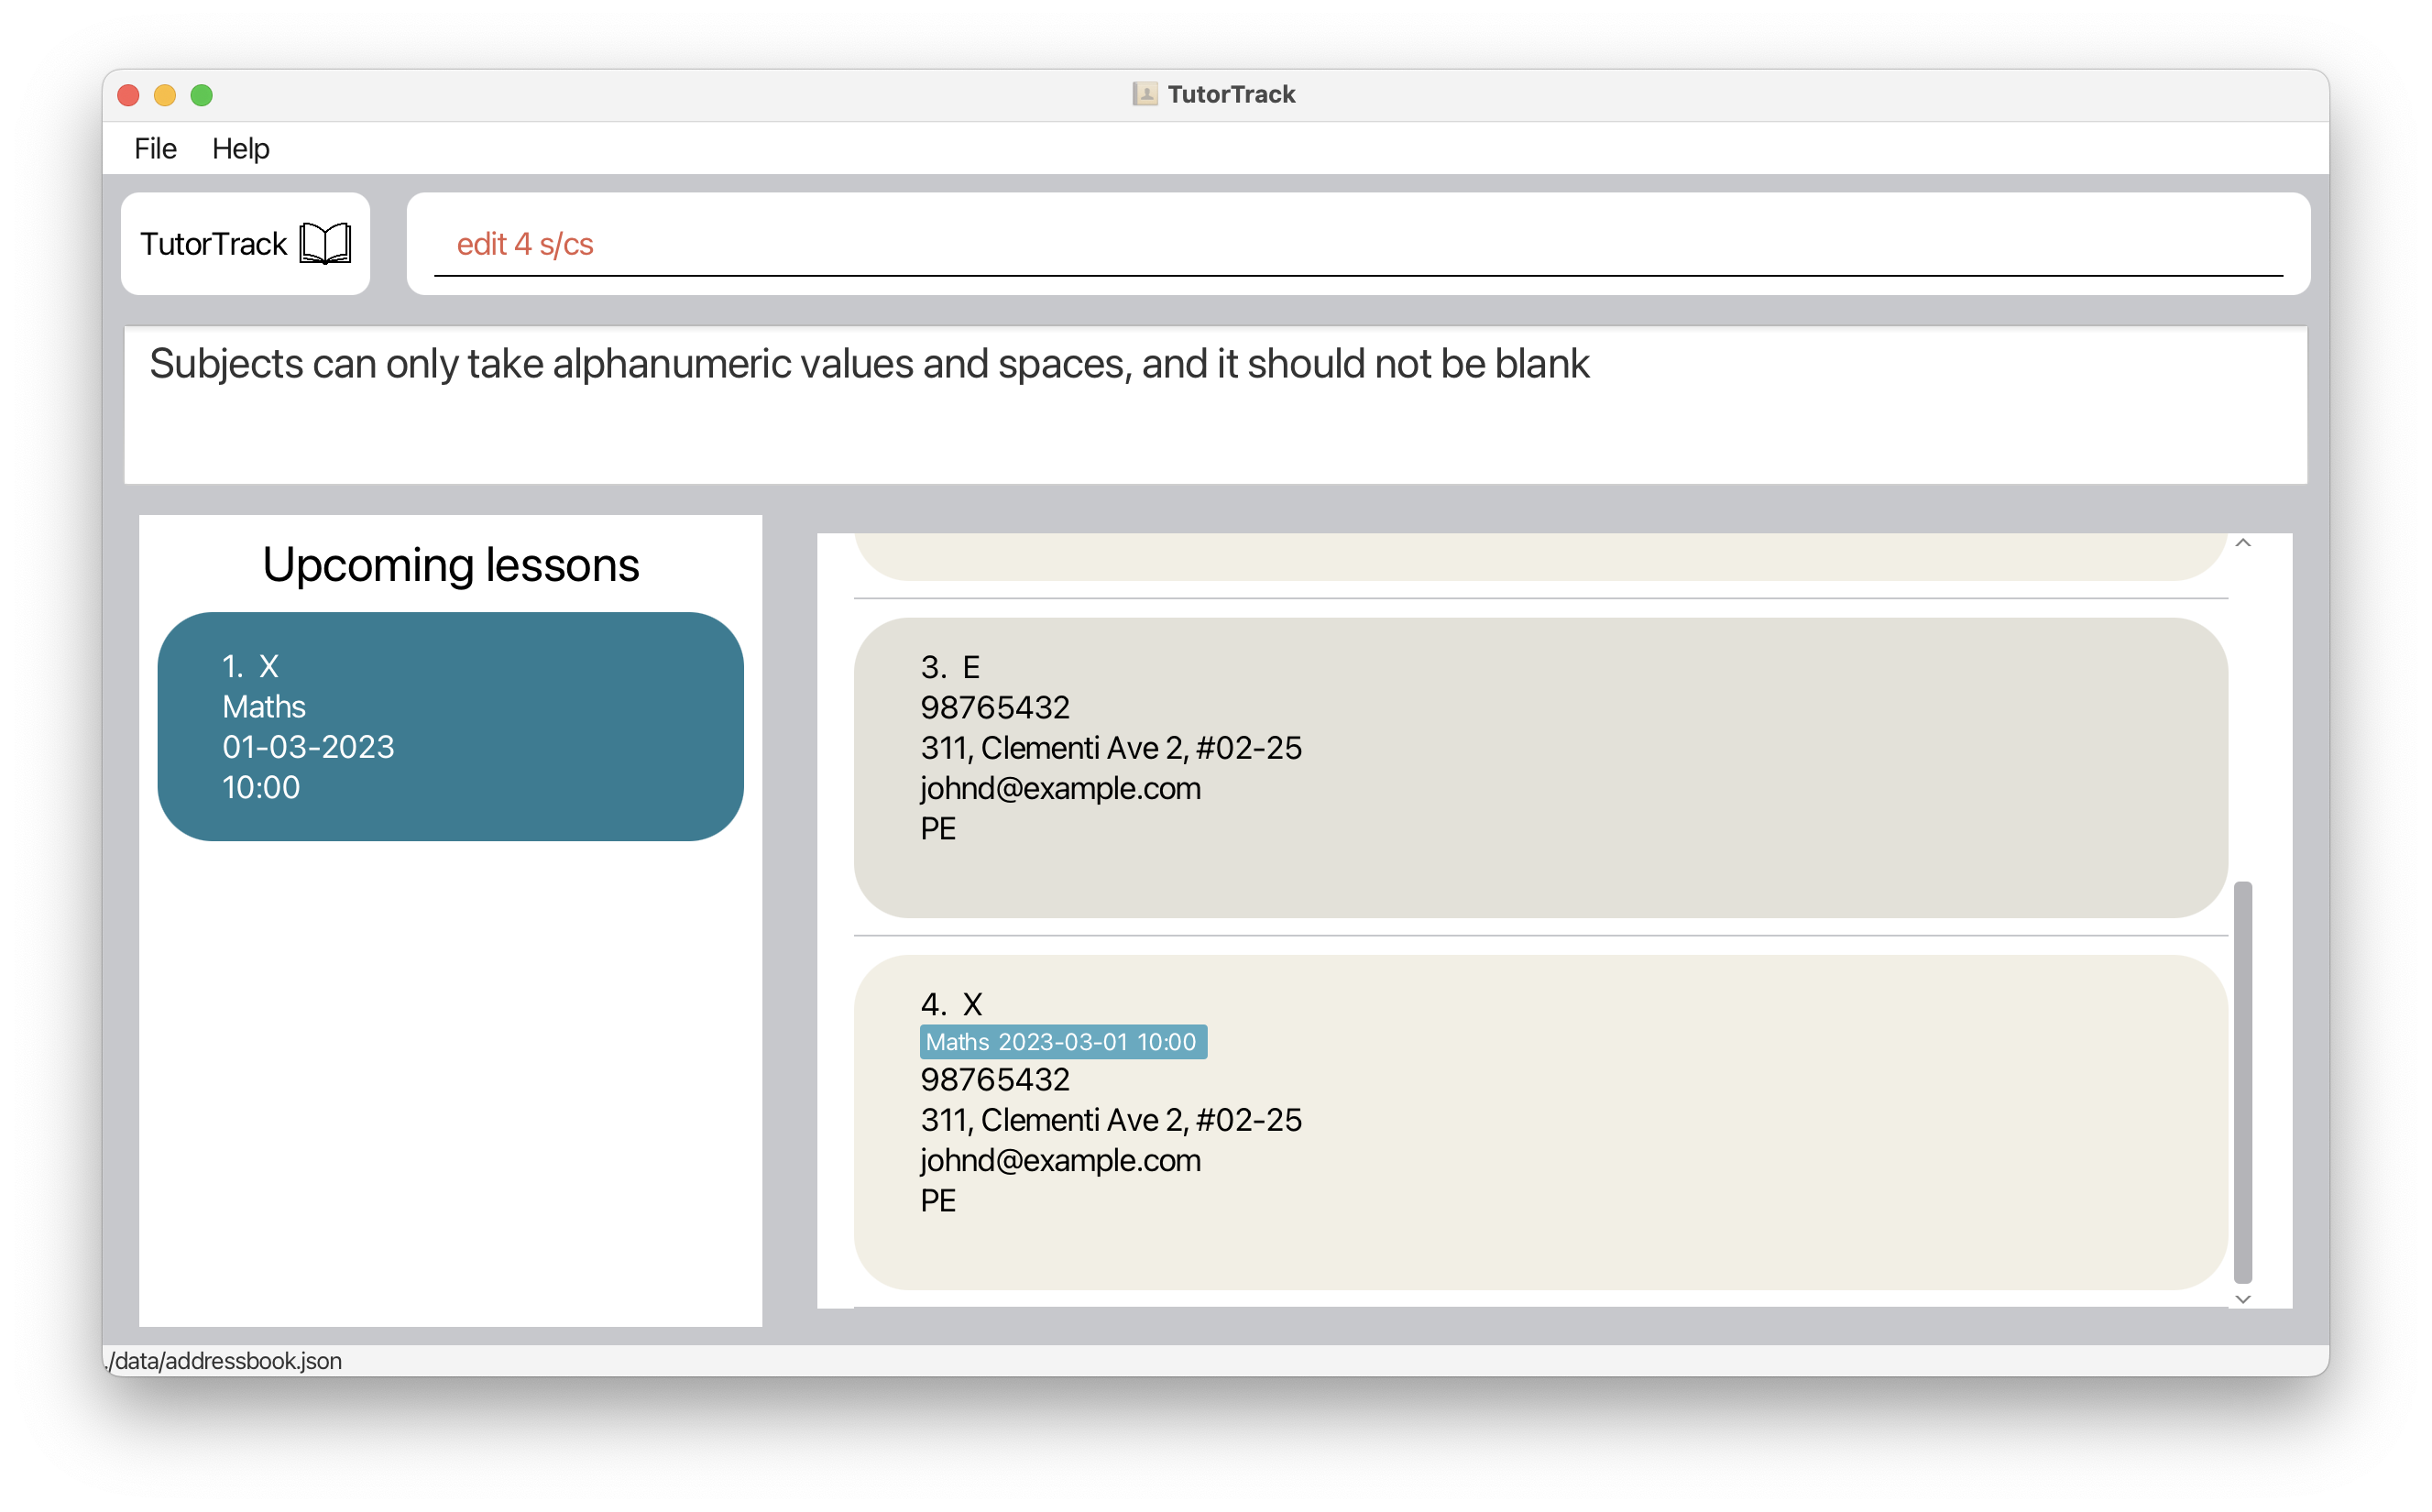 TutorTrack
File Help
TutorTrack
edit 4 s/cs
Subjects can only take alphanumeric values and spaces, and it should not be blank
Upcoming lessons
1. X
Maths
01-03-2023
10:00
3. E
98765432
311, Clementi Ave 2, #02-25
johnd@example.com
PE
4. X
Maths 2023-03-01 10:00
98765432
311, Clementi Ave 2, #02-25
johnd@example.com
PE
./data/addressbook.json